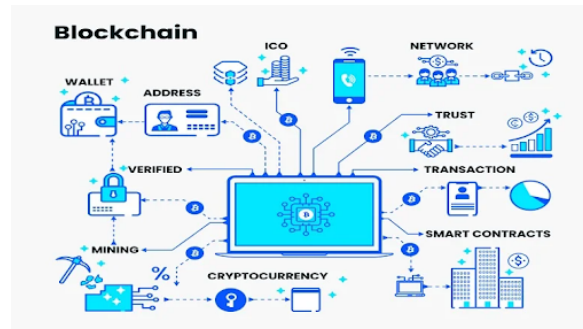 Blockchain
ICO
NETWORK
WALLET
ADDRESS
TRUST
VERIFIED
TRANSACTION
SMART CONTRACTS
MINING
%
CRYPTOCURRENCY